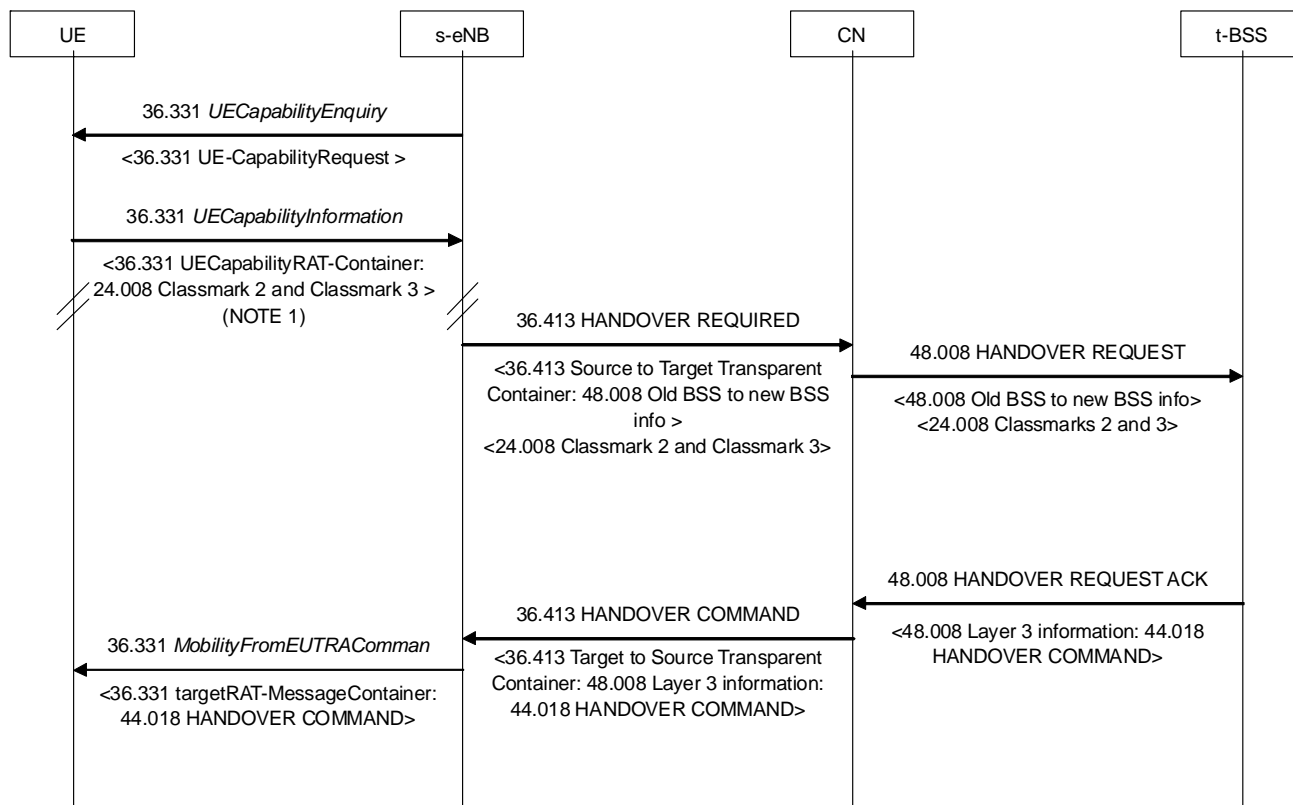 UE
s-eNB
CN
t-BSS
36.331 UECapabilityEnquiry
<36.331 UE-CapabilityRequest >
36.331 UECapabilityInformation
<36.331 UECapabilityRAT-Container:
24.008 Classmark 2 and Classmark 3 >
(NOTE 1)
36.413 HANDOVER REQUIRED
<36.413 Source to Target Transparent
Container: 48.008 Old BSS to new BSS
info >
<24.008 Classmark 2 and Classmark 3>
48.008 HANDOVER REQUEST
<48.008 Old BSS to new BSS info>
<24.008 Classmarks 2 and 3>
48.008 HANDOVER REQUEST ACK
<48.008 Layer 3 information: 44.018
HANDOVER COMMAND>
36.413 HANDOVER COMMAND
<36.413 Target to Source Transparent
Container: 48.008 Layer 3 information:
44.018 HANDOVER COMMAND>
36.331 MobilityFromEUTRAComman
<36.331 targetRAT-MessageContainer:
44.018 HANDOVER COMMAND>